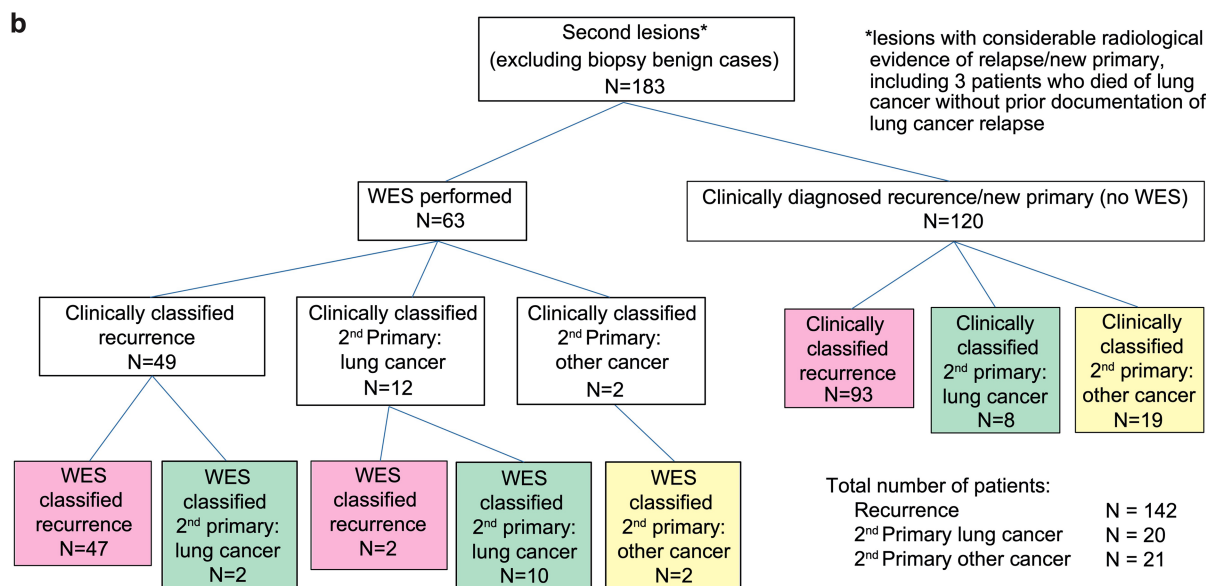 b
Second lesions*
(excluding biopsy benign cases)
N=183
*lesions with considerable radiological
evidence of relapse/new primary,
including 3 patients who died of lung
cancer without prior documentation of
lung cancer relapse
WES performed
N=63
Clinically diagnosed recurence/new primary (no WES)
N=120
Clinically classified
recurrence
N=49
Clinically classified
2nd Primary:
lung cancer
N=12
Clinically classified
2nd Primary:
other cancer
N=2
Clinically
classified
recurrence
N=93
Clinically
classified
2nd primary:
lung cancer
N=8
Clinically
classified
2nd primary:
other cancer
N=19
WES
classified
recurrence
N=47
WES
classified
2nd primary:
lung cancer
N=2
WES
classified
recurrence
N=2
WES
classified
2nd primary:
lung cancer
N=10
WES
classified
2nd primary:
other cancer
N=2
Total number of patients:
Recurrence N = 142
2nd Primary lung cancer N = 20
2nd Primary other cancer N = 21